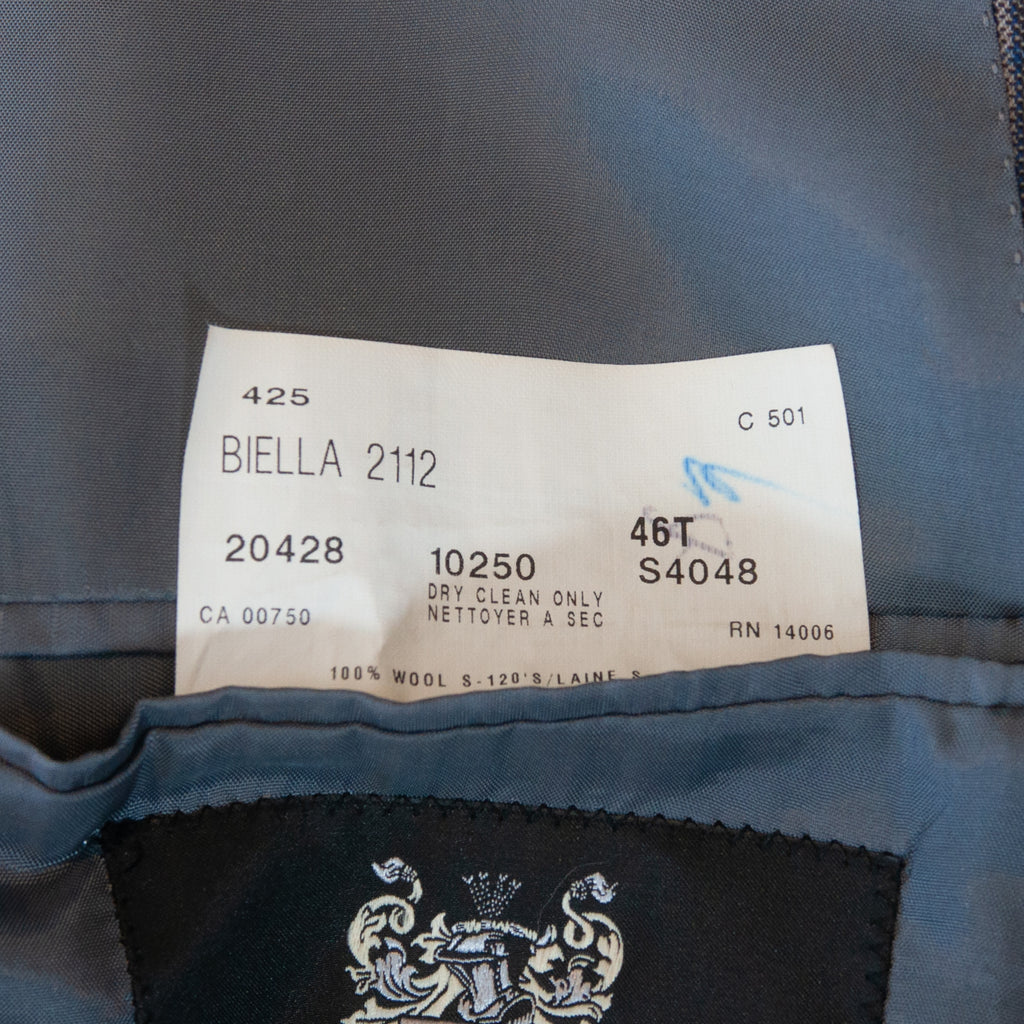 425
C 501
BIELLA 2112
46T
20428 10250 S4048
DRY CLEAN ONLY
NETTOYER A SEC
CA 00750 RN 14006
100% WOOL S-120'S/LAINE S